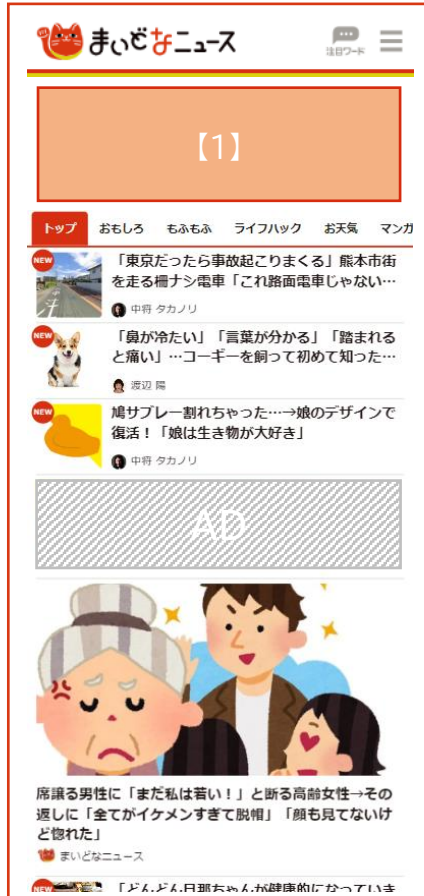 まいどなニュース
注目ワード
【1】
トップ おもしろ もふもふ ライフハック お天気 マンガ
NEW
「東京だったら事故起こりまくる」熊本市街
を走る柵ナシ電車「これ路面電車じゃない…
中将 タカノリ
NEW
「鼻が冷たい」「言葉が分かる」「踏まれる
と痛い」…コーギーを飼って初めて知った…
渡辺 陽
NEW
鳩サブレー割れちゃった…→娘のデザインで
復活！「娘は生き物が大好き」
中将 タカノリ
AD
席譲る男性に「まだ私は若い！」と断る高齢女性→その
返しに「全てがイケメンすぎて脱帽」「顔も見てないけ
ど惚れた」
まいどなニュース
NEW
「どんどん旦那ちゃんが健康的になっていき